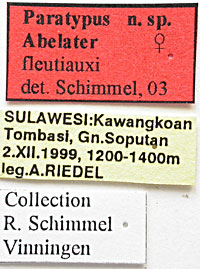 Paratypus n. sp.
Abelater ♀
fleutiauxi
det. Schimmel, 03
SULAWESI:Kawangkoan
Tombasi, Gn.Soputan
2.XII.1999, 1200-1400m
leg.A.RIEDEL
Collection
R. Schimmel
Vinningen